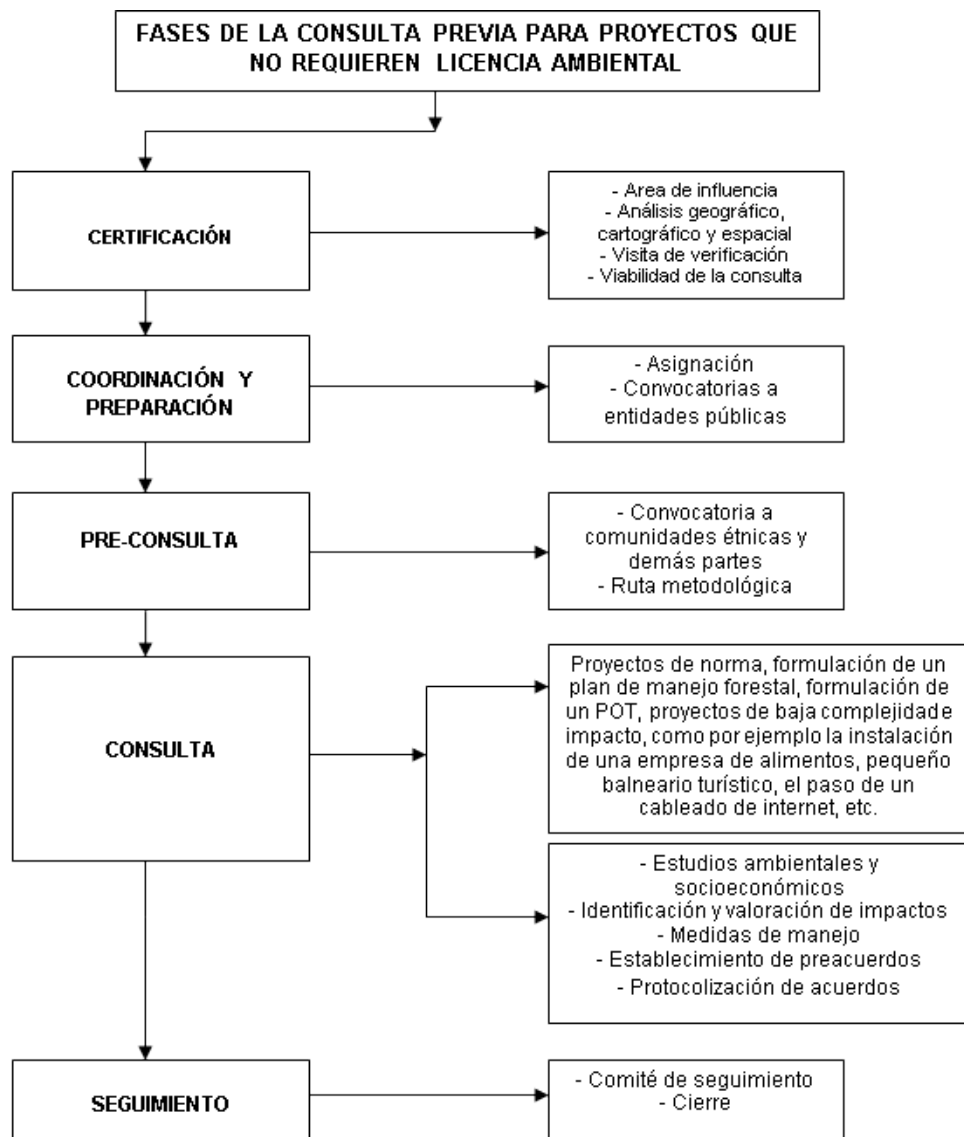 FASES DE LA CONSULTA PREVIA PARA PROYECTOS QUE
NO REQUIEREN LICENCIA AMBIENTAL
CERTIFICACIÓN
- Area de influencia
- Análisis geográfico,
cartográfico y espacial
- Visita de verificación
- Viabilidad de la consulta
COORDINACIÓN Y
PREPARACIÓN
- Asignación
- Convocatorias a
entidades públicas
PRE-CONSULTA
- Convocatoria a
comunidades étnicas y
demás partes
- Ruta metodológica
CONSULTA
Proyectos de norma, formulación de un
plan de manejo forestal, formulación de
un POT, proyectos de baja complejidade
impacto, como por ejemplo la instalación
de una empresa de alimentos, pequeño
balneario turístico, el paso de un
cableado de internet, etc.
- Estudios ambientales y
socioeconómicos
- Identificación y valoración de impactos
- Medidas de manejo
- Establecimiento de preacuerdos
- Protocolización de acuerdos
SEGUIMIENTO
- Comité de seguimiento
- Cierre